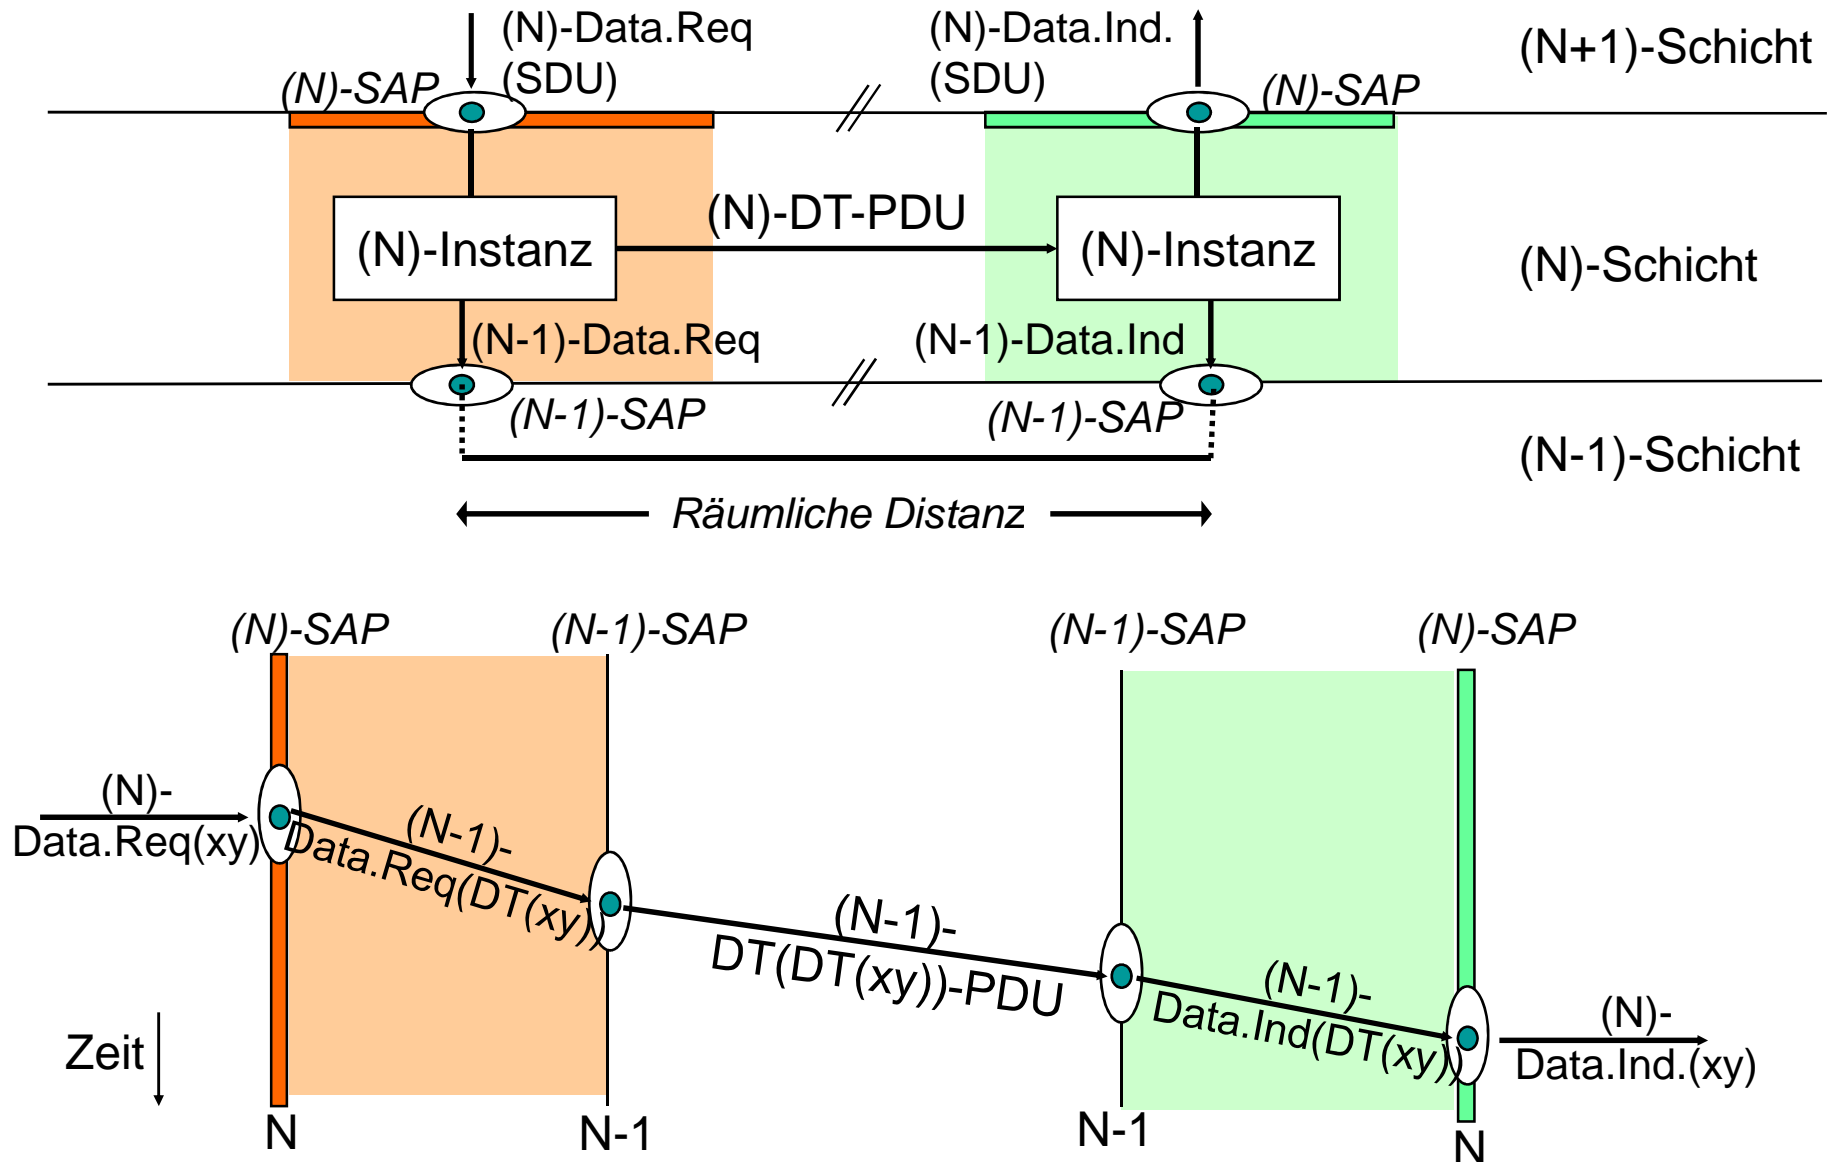 (N)-Data.Req
(SDU)
(N)-Data.Ind.
(SDU)
(N+1)-Schicht
(N)-SAP
(N)-SAP
(N)-Instanz
(N)-DT-PDU
(N)-Instanz
(N)-Schicht
(N-1)-Data.Req
(N-1)-Data.Ind
(N-1)-SAP
(N-1)-SAP
(N-1)-Schicht
Räumliche Distanz
(N)-SAP
(N-1)-SAP
(N-1)-SAP
(N)-SAP
(N)-
Data.Req(xy)
(N-1)-
Data.Req(DT(xy))
(N-1)-
DT(DT(xy))-PDU
(N-1)-
Data.Ind(DT(xy))
(N)-
Data.Ind.(xy)
Zeit
N
N-1
N-1
N